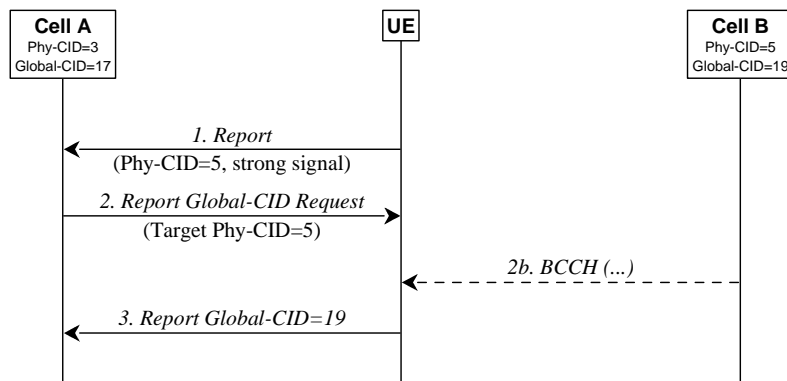 Cell A
Phy-CID=3
Global-CID=17
UE
Cell B
Phy-CID=5
Global-CID=19
1. Report
(Phy-CID=5, strong signal)
2. Report Global-CID Request
(Target Phy-CID=5)
2b. BCCH (...)
3. Report Global-CID=19